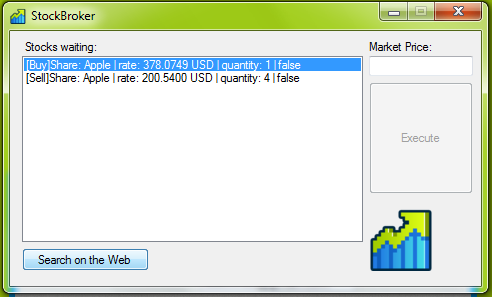 StockBroker
Stocks waiting:
Market Price:
[Buy]Share: Apple | rate: 378.0749 USD | quantity: 1 | false
[Sell]Share: Apple | rate: 200.5400 USD | quantity: 4 | false
Execute
Search on the Web